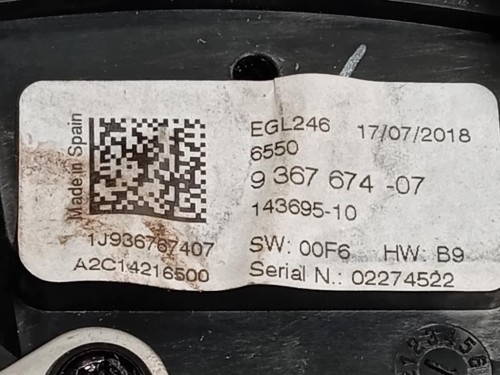 Made in Spain
EGL246 17/07/2018
6550
9 367 674 -07
143695-10
1J936767407
SW: 00F6 HW: B9
A2C14216500
Serial N.: 02274522